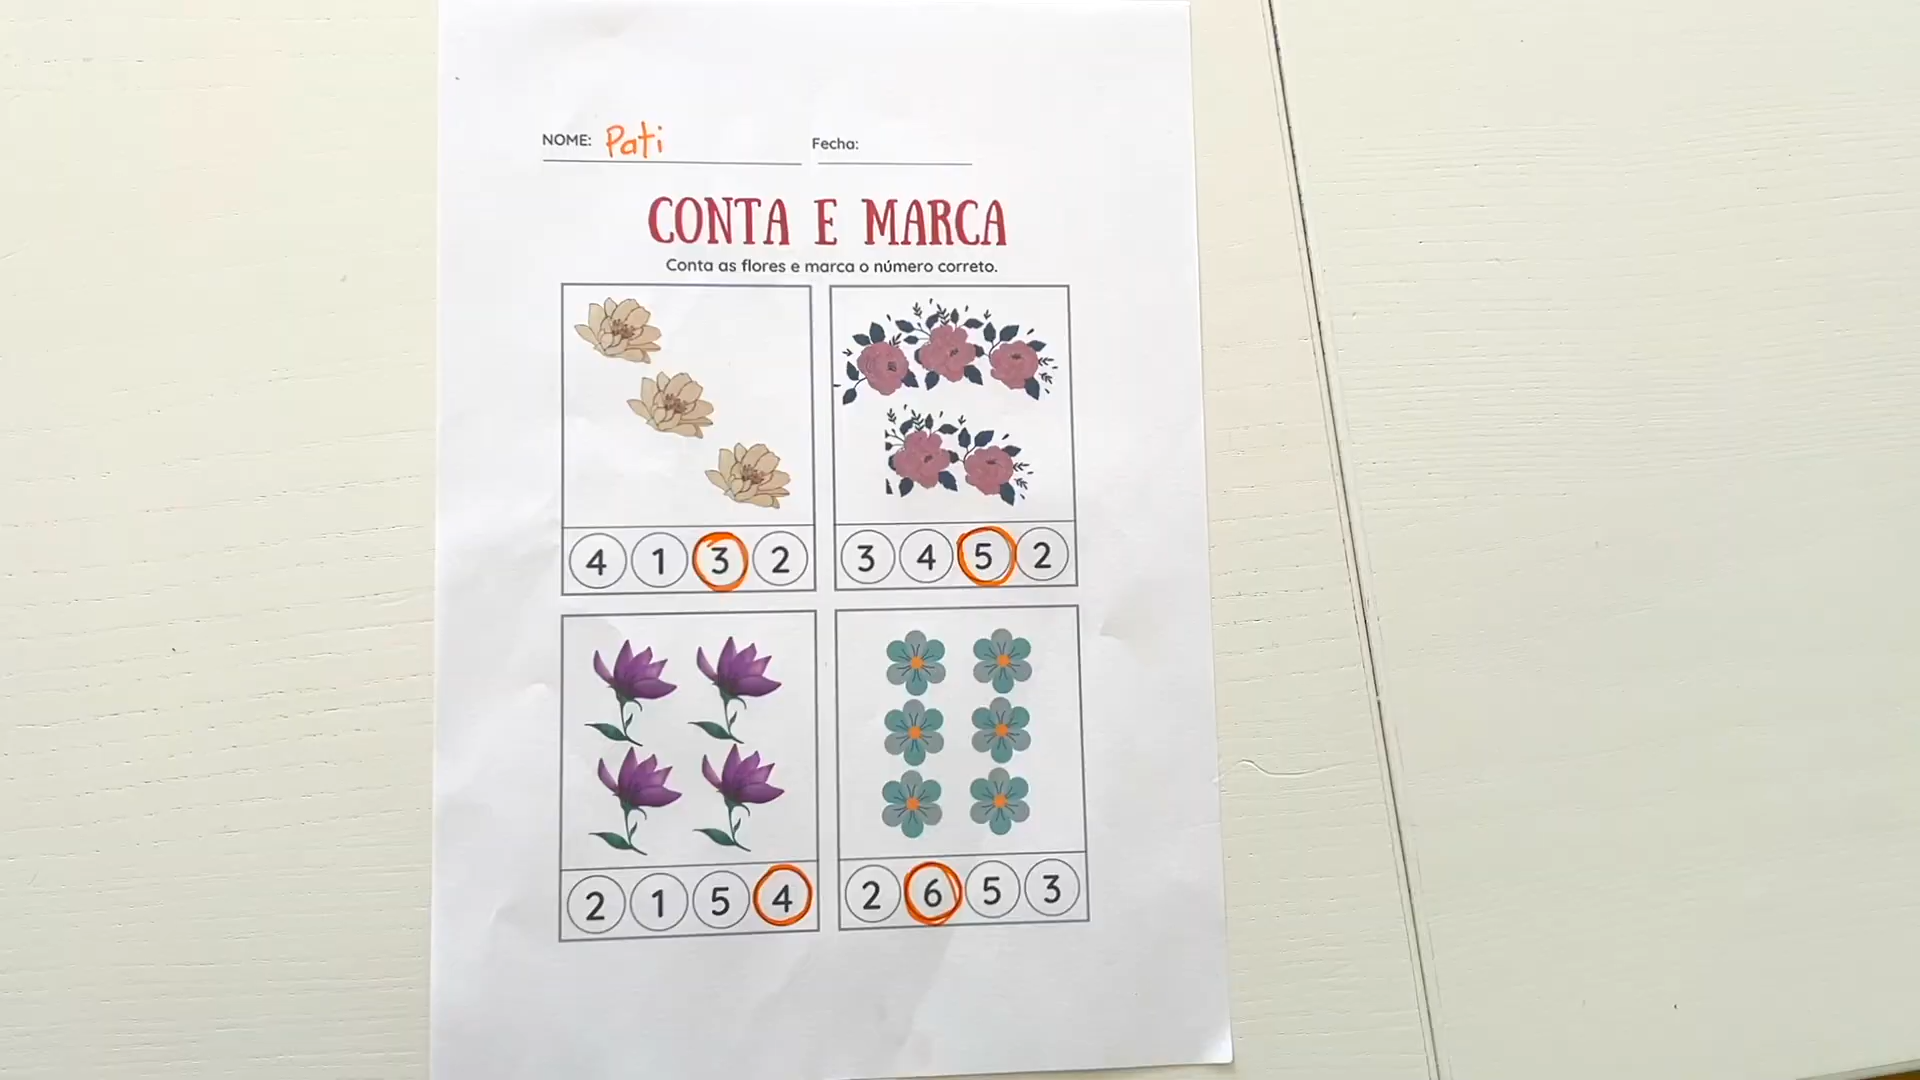 NOME: Pati Fecha:
CONTA E MARCA
Conta as flores e marca o número correto.
4 1 3 2
3 4 5 2
2 1 5 4
2 6 5 3